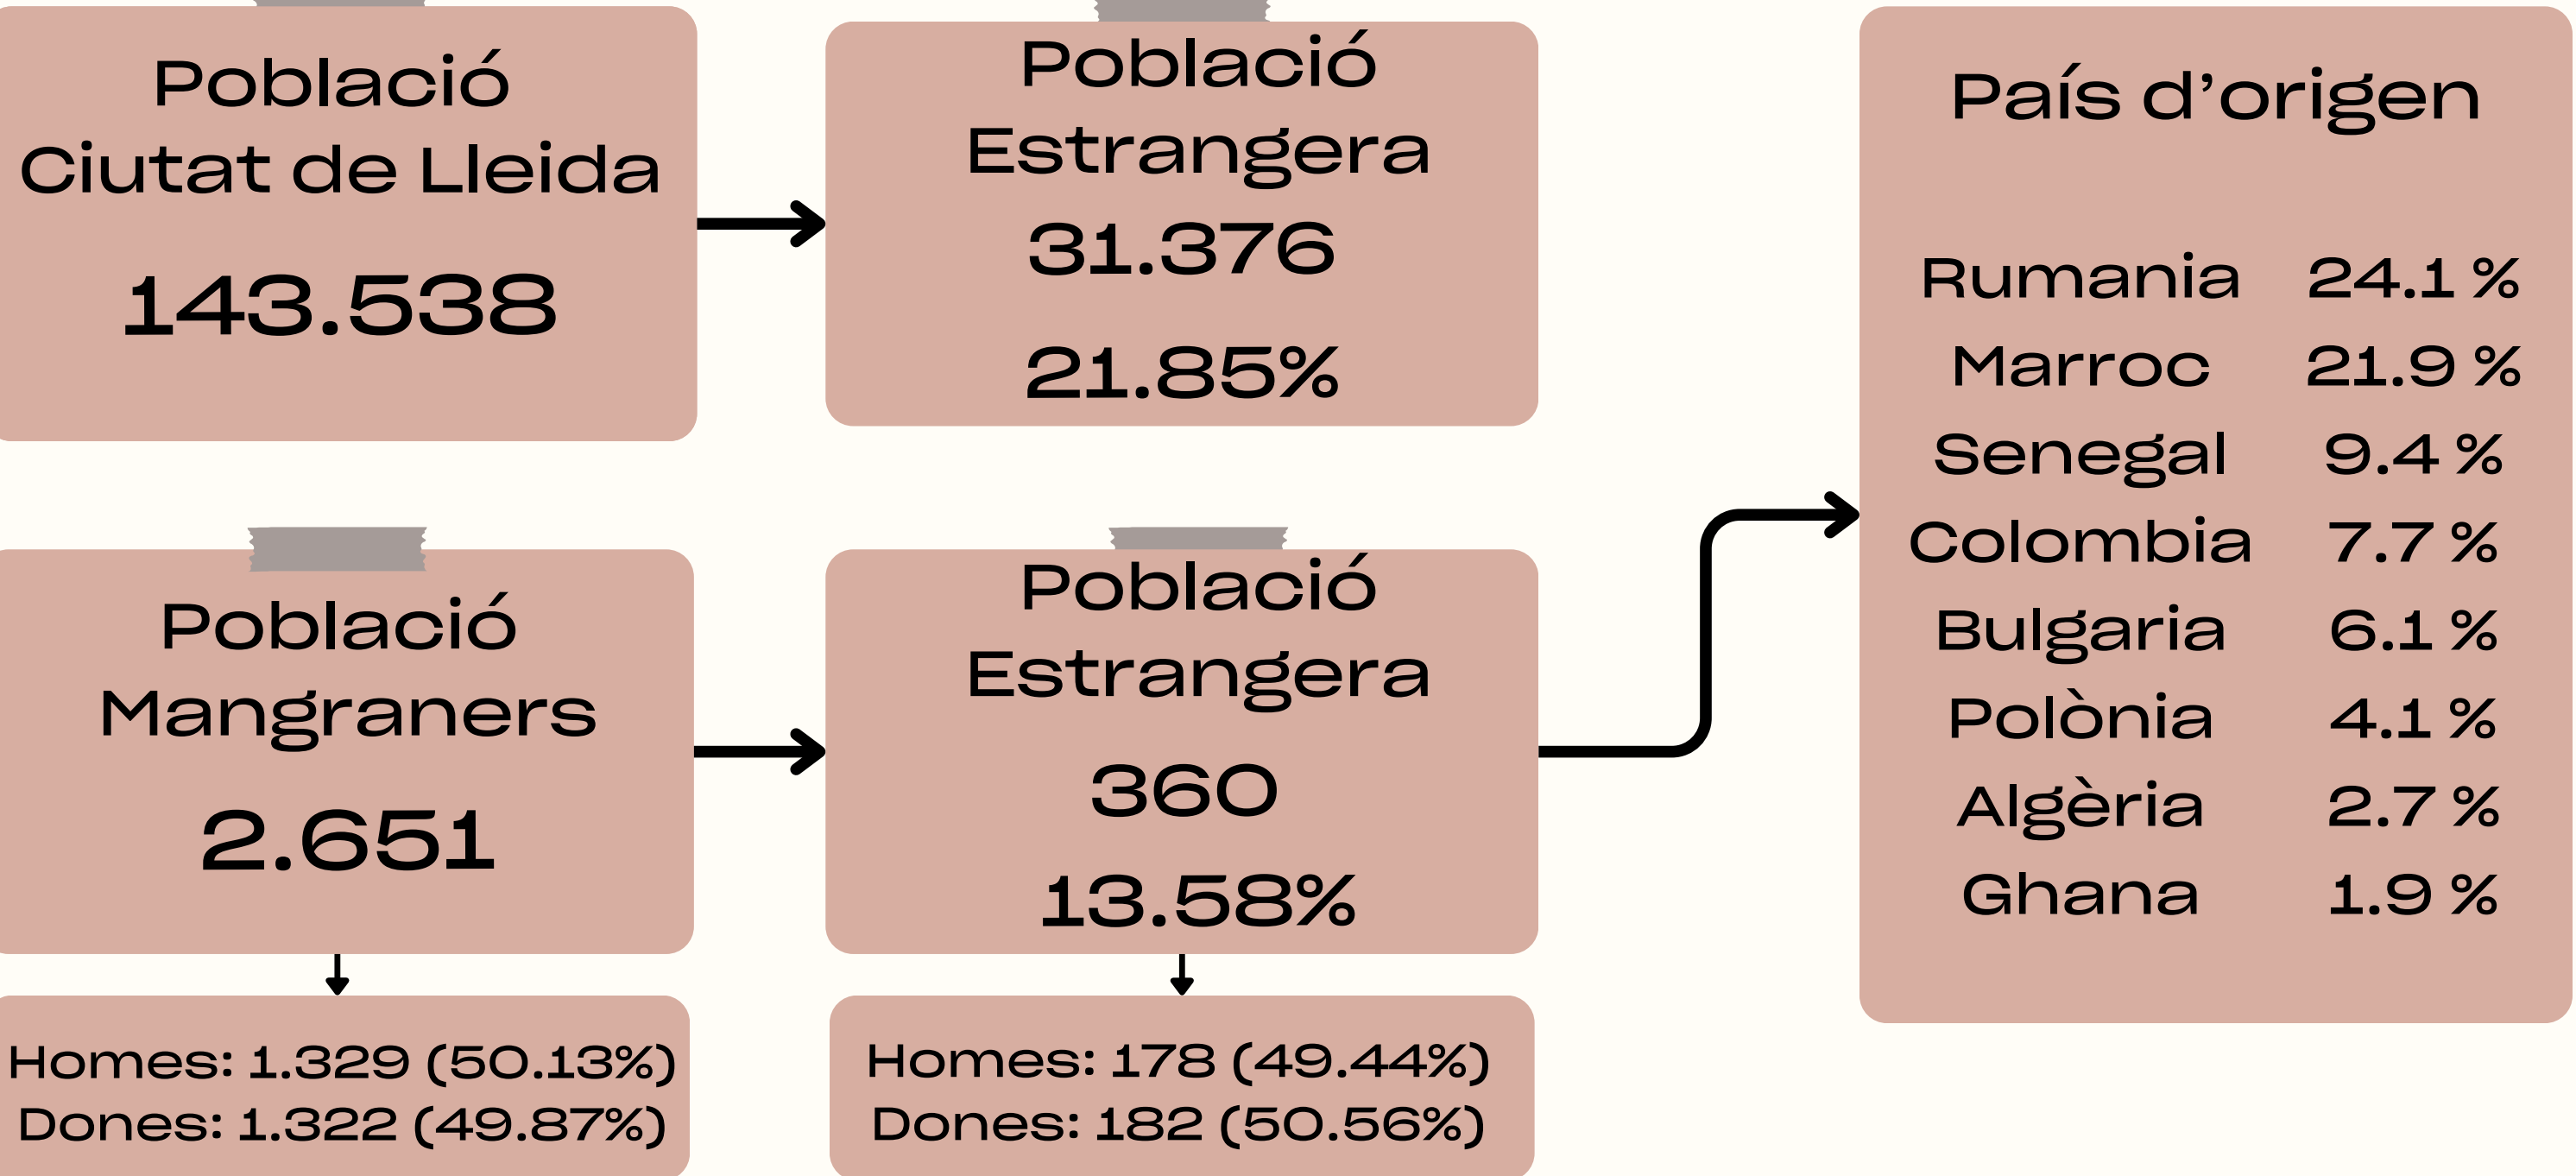 Població
Ciutat de Lleida
143.538
Població
Estrangera
31.376
21.85%
País d’origen
Rumania 24.1 %
Marroc 21.9 %
Senegal 9.4 %
Colombia 7.7 %
Bulgaria 6.1 %
Polònia 4.1 %
Algèria 2.7 %
Ghana 1.9 %
Població
Mangraners
2.651
Població
Estrangera
360
13.58%
Homes: 1.329 (50.13%)
Dones: 1.322 (49.87%)
Homes: 178 (49.44%)
Dones: 182 (50.56%)